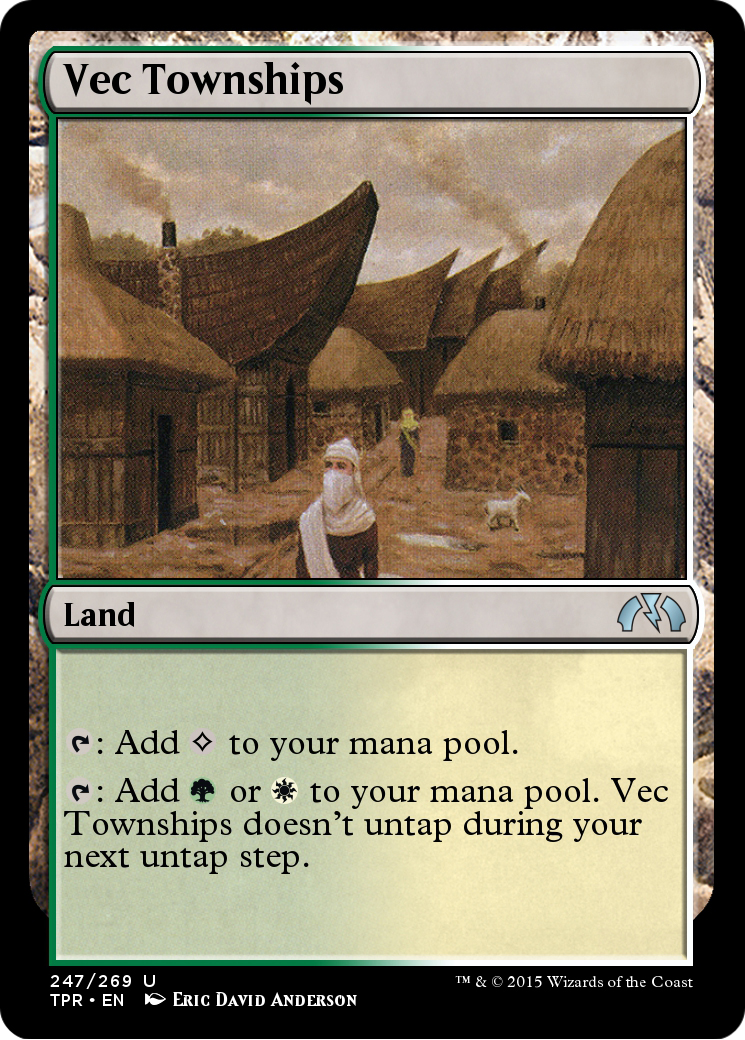 Vec Townships
Land
: Add to your mana pool.
: Add or to your mana pool. Vec
Townships doesn't untap during your
next untap step.
247/269 U
TPR • EN Eric David Anderson
™ & © 2015 Wizards of the Coast